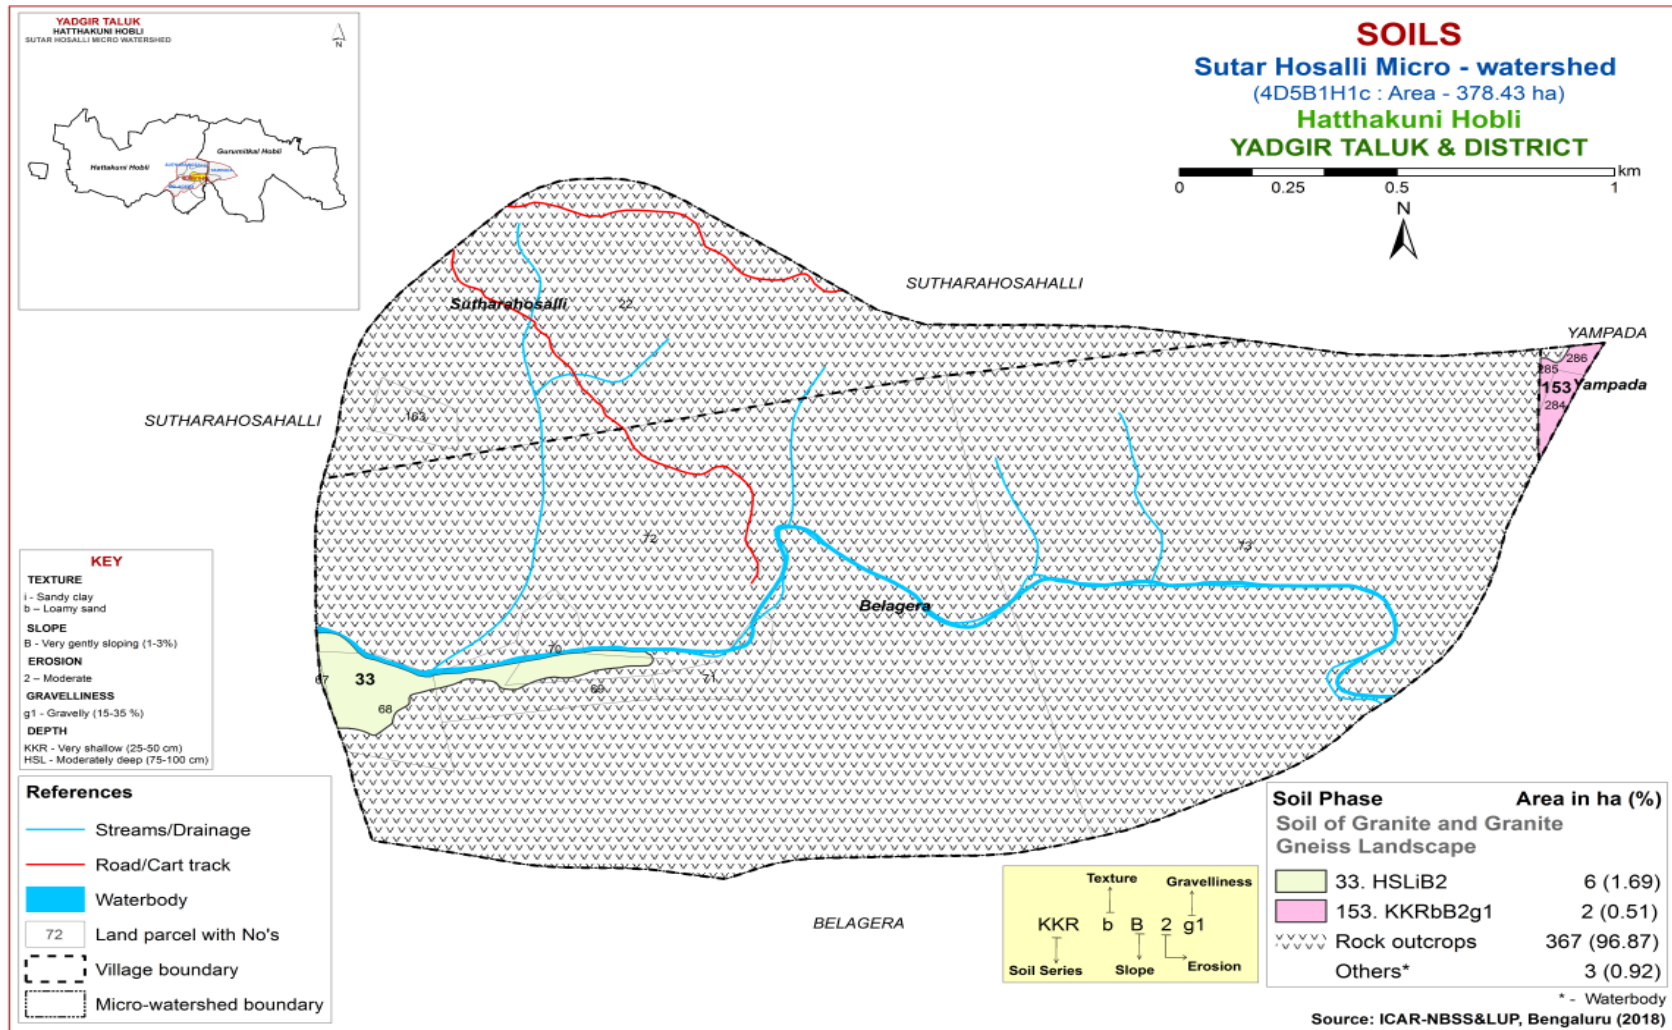 YADGIR TALUK
HATTHAKUNI HOBLI
SUTAR HOSALLI MICRO WATERSHED
N
Hattakuni Hobli
Gurumitkal Hobli
SOILS
Sutar Hosalli Micro - watershed
(4D5B1H1c : Area - 378.43 ha)
Hatthakuni Hobli
YADGIR TALUK & DISTRICT
km
0 0.25 0.5 1
N
SUTHARAHOSAHALLI
Sutharahosalli
22
YAMPADA
286
285
153 Yampada
284
163
SUTHARAHOSAHALLI
72
73
Belagera
70
67
33
69
71
68
BELAGERA
KEY
TEXTURE
i - Sandy clay
b – Loamy sand
SLOPE
B - Very gently sloping (1-3%)
EROSION
2 – Moderate
GRAVELLINESS
g1 - Gravelly (15-35 %)
DEPTH
KKR - Very shallow (25-50 cm)
HSL - Moderately deep (75-100 cm)
References
Streams/Drainage
Road/Cart track
Waterbody
72 Land parcel with No's
Village boundary
Micro-watershed boundary
Texture Gravelliness
KKR b B 2 g1
Soil Series Slope Erosion
Soil Phase Area in ha (%)
Soil of Granite and Granite
Gneiss Landscape
33. HSLiB2 6 (1.69)
153. KKRbB2g1 2 (0.51)
Rock outcrops 367 (96.87)
Others* 3 (0.92)
* - Waterbody
Source: ICAR-NBSS&LUP, Bengaluru (2018)